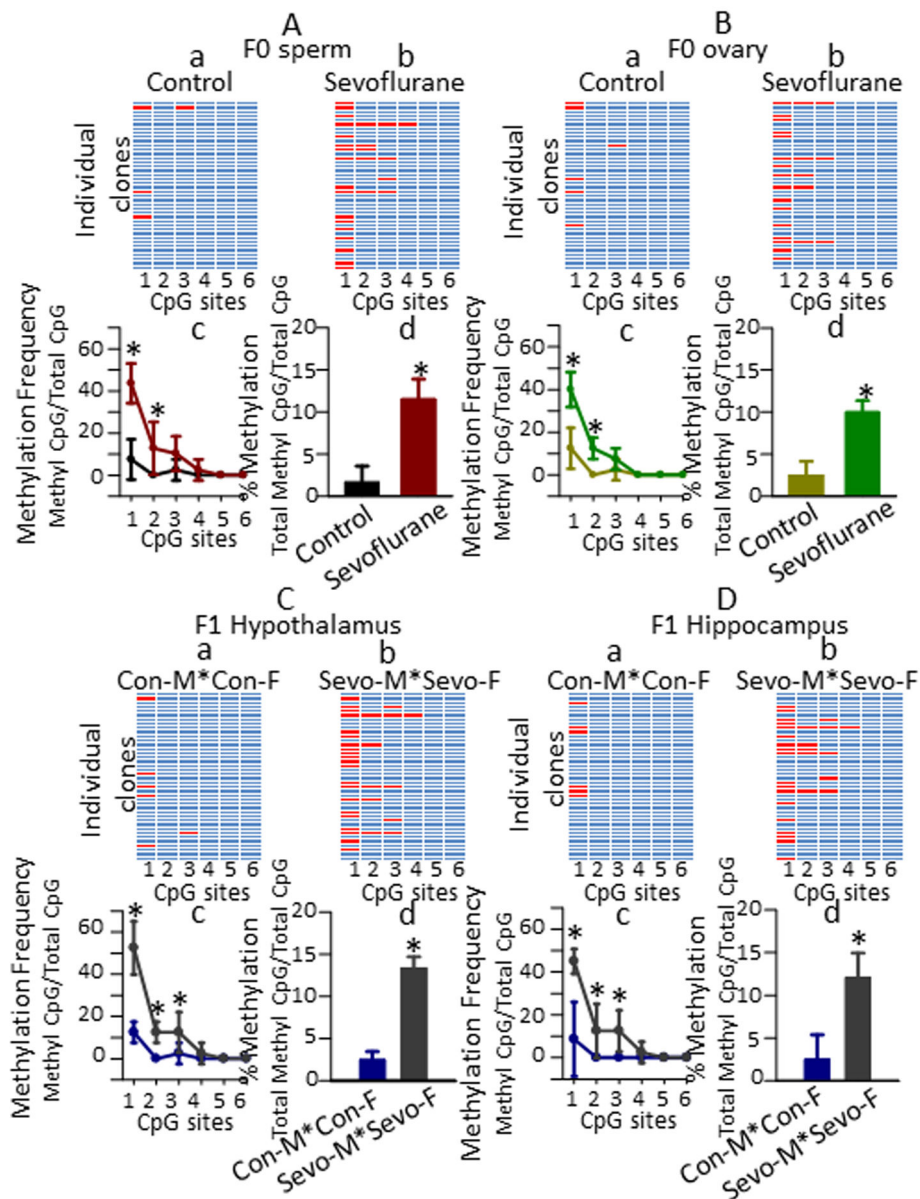 A
F0 sperm
a
Control
b
Sevoflurane
Individual
clones
1 2 3 4 5 6
CpG sites
1 2 3 4 5 6
CpG sites
Methylation Frequency
Methyl CpG/Total CpG
c
60
40
20
0
*
*
1 2 3 4 5 6
CpG sites
% Methylation
Total Methyl CpG/Total CpG
d
20
15
10
5
0
*
Control
Sevoflurane
B
F0 ovary
a
Control
b
Sevoflurane
Individual
clones
1 2 3 4 5 6
CpG sites
1 2 3 4 5 6
CpG sites
Methylation Frequency
Methyl CpG/Total CpG
c
60
40
20
0
*
*
1 2 3 4 5 6
CpG sites
% Methylation
Total Methyl CpG/Total CpG
d
20
15
10
5
0
*
Control
Sevoflurane
C
F1 Hypothalamus
a
Con-M*Con-F
b
Sevo-M*Sevo-F
Individual
clones
1 2 3 4 5 6
CpG sites
1 2 3 4 5 6
CpG sites
Methylation Frequency
Methyl CpG/Total CpG
c
60
40
20
0
*
*
*
1 2 3 4 5 6
CpG sites
% Methylation
Total Methyl CpG/Total CpG
d
20
15
10
5
0
*
Con-M*Con-F
Sevo-M*Sevo-F
D
F1 Hippocampus
a
Con-M*Con-F
b
Sevo-M*Sevo-F
Individual
clones
1 2 3 4 5 6
CpG sites
1 2 3 4 5 6
CpG sites
Methylation Frequency
Methyl CpG/Total CpG
c
60
40
20
0
*
*
*
1 2 3 4 5 6
CpG sites
% Methylation
Total Methyl CpG/Total CpG
d
20
15
10
5
0
*
Con-M*Con-F
Sevo-M*Sevo-F